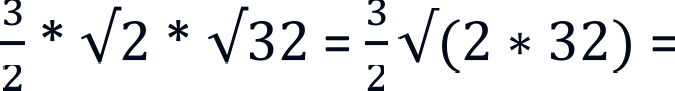 3/2 * √2 * √32 = 3/2 √(2 * 32) =